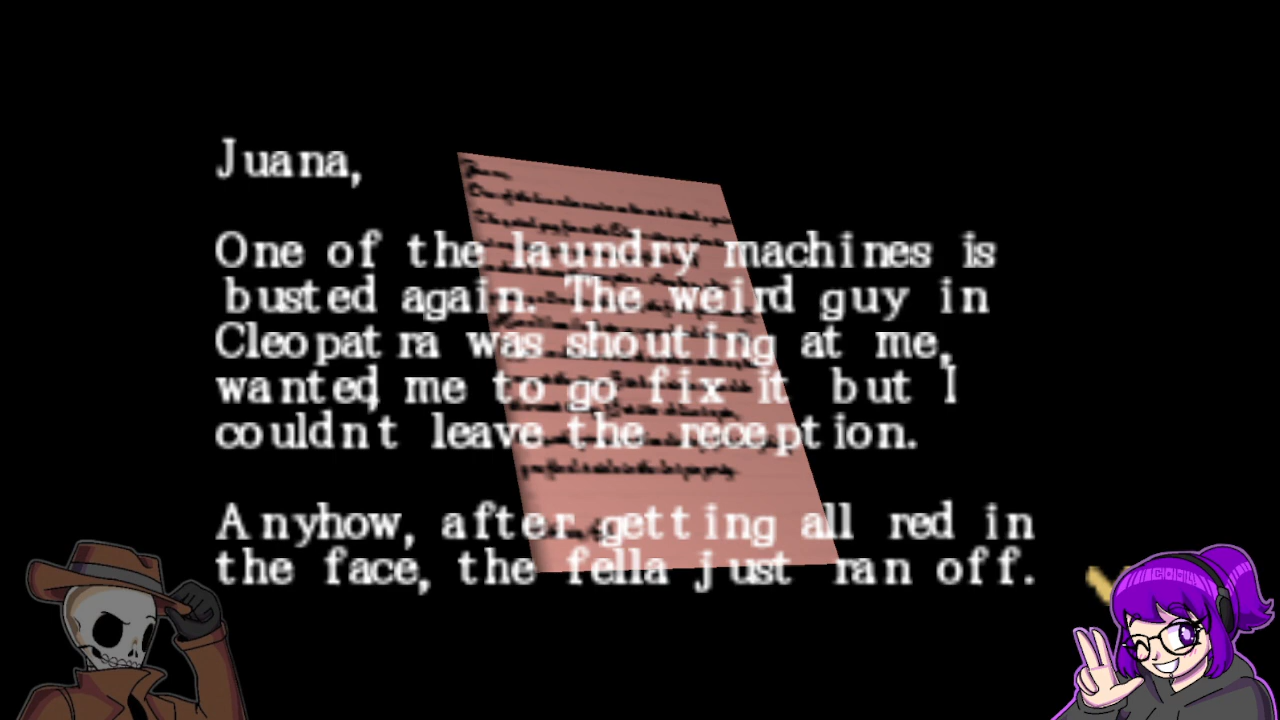 Juana,
One of the laundry machines is
busted again. The weird guy in
Cleopatra was shouting at me,
wanted me to go fix it but I
couldn't leave the reception.
Anyhow, after getting all red in
the face, the fella just ran off.